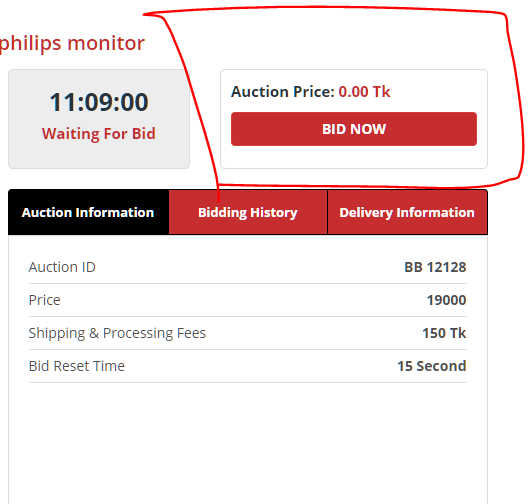 philips monitor
11:09:00
Waiting For Bid
Auction Price: 0.00 Tk
BID NOW
Auction Information
Bidding History
Delivery Information
Auction ID BB 12128
Price 19000
Shipping & Processing Fees 150 Tk
Bid Reset Time 15 Second